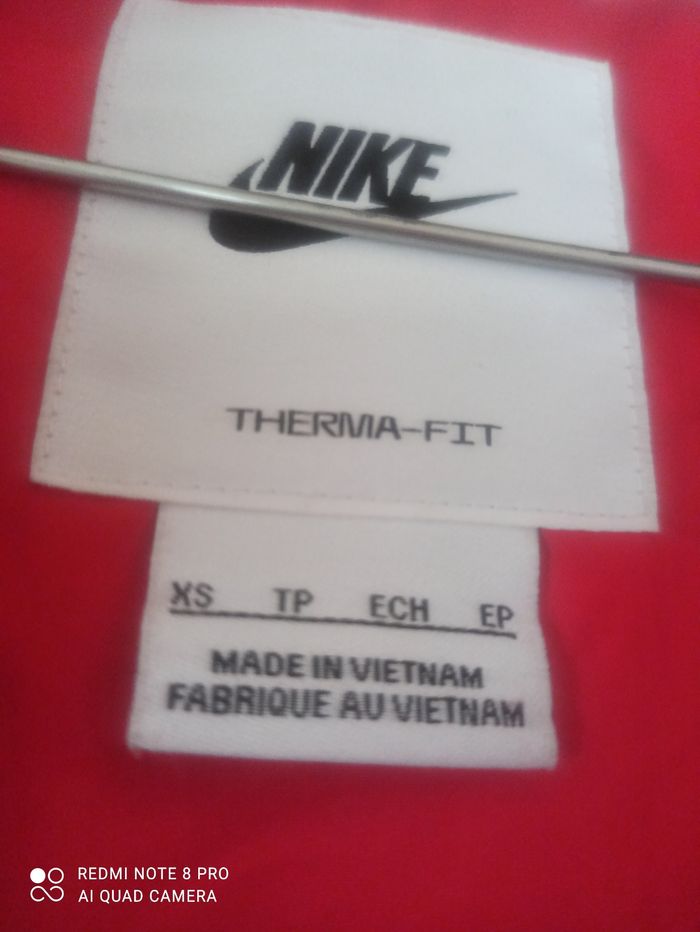 NIKE
THERMA-FIT
XS TP ECH EP
MADE IN VIETNAM
FABRIQUE AU VIETNAM
REDMI NOTE 8 PRO
AI QUAD CAMERA